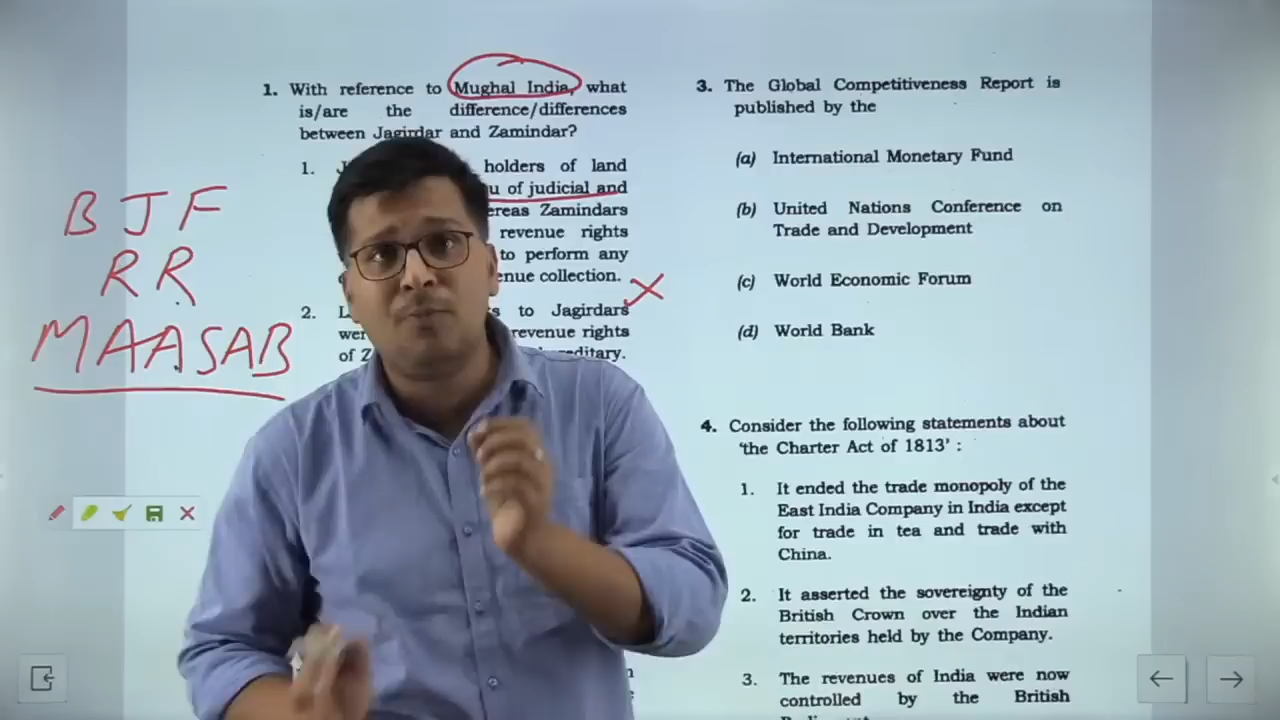 B J F
R R
MAASAB
1. With reference to Mughal India, what
is/are the difference/differences
between Jagirdar and Zamindar?
1. holders of land
of judicial and
Zamindars
revenue rights
to perform any
collection.
2. to Jagirdars
revenue rights
of
3. The Global Competitiveness Report is
published by the
(a) International Monetary Fund
(b) United Nations Conference on
Trade and Development
(c) World Economic Forum
(d) World Bank
4. Consider the following statements about
'the Charter Act of 1813' :
1. It ended the trade monopoly of the
East India Company in India except
for trade in tea and trade with
China.
2. It asserted the sovereignty of the
British Crown over the Indian
territories held by the Company.
3. The revenues of India were now
controlled by the British